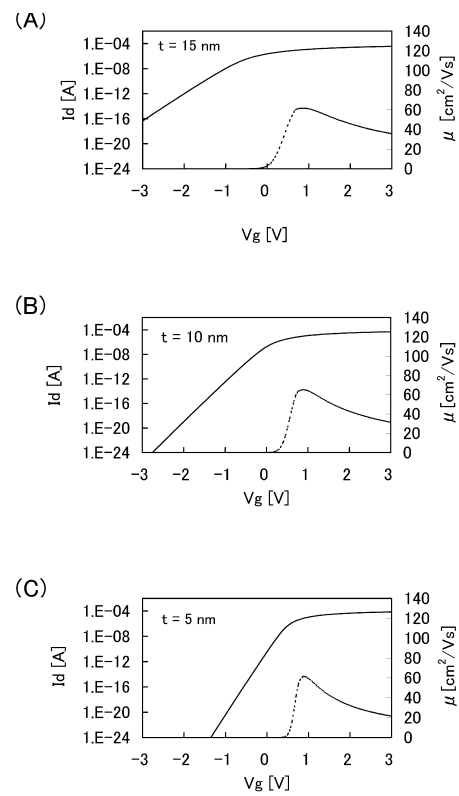 (A)
t = 15 nm
Id [A]
1.E−04
1.E−08
1.E−12
1.E−16
1.E−20
1.E−24
140
120
100
80
60
40
20
0
μ [cm²/Vs]
−3 −2 −1 0 1 2 3
Vg [V]
(B)
t = 10 nm
Id [A]
1.E−04
1.E−08
1.E−12
1.E−16
1.E−20
1.E−24
140
120
100
80
60
40
20
0
μ [cm²/Vs]
−3 −2 −1 0 1 2 3
Vg [V]
(C)
t = 5 nm
Id [A]
1.E−04
1.E−08
1.E−12
1.E−16
1.E−20
1.E−24
140
120
100
80
60
40
20
0
μ [cm²/Vs]
−3 −2 −1 0 1 2 3
Vg [V]